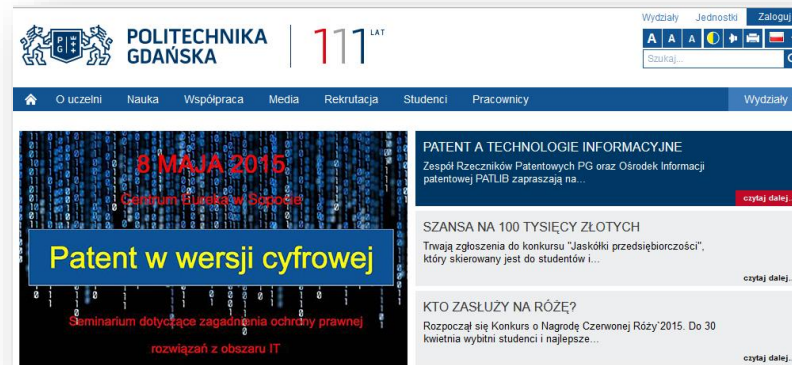 POLITECHNIKA
GDAŃSKA
P G
111 LAT
Wydziały Jednostki Zaloguj
A A A
Szukaj...
O uczelni Nauka Współpraca Media Rekrutacja Studenci Pracownicy Wydziały
8 MAJA 2015
Centrum Eureka w Sopocie
Patent w wersji cyfrowej
Seminarium dotyczące zagadnienia ochrony prawnej
rozwiązań z obszaru IT
PATENT A TECHNOLOGIE INFORMACYJNE
Zespół Rzeczników Patentowych PG oraz Ośrodek Informacji
patentowej PATLIB zapraszają na...
czytaj dalej...
SZANSA NA 100 TYSIĘCY ZŁOTYCH
Trwają zgłoszenia do konkursu "Jaskółki przedsiębiorczości",
który skierowany jest do studentów i...
czytaj dalej...
KTO ZASŁUŻY NA RÓŻĘ?
Rozpoczął się Konkurs o Nagrodę Czerwonej Róży`2015. Do 30
kwietnia wybitni studenci i najlepsze...
czytaj dalej...